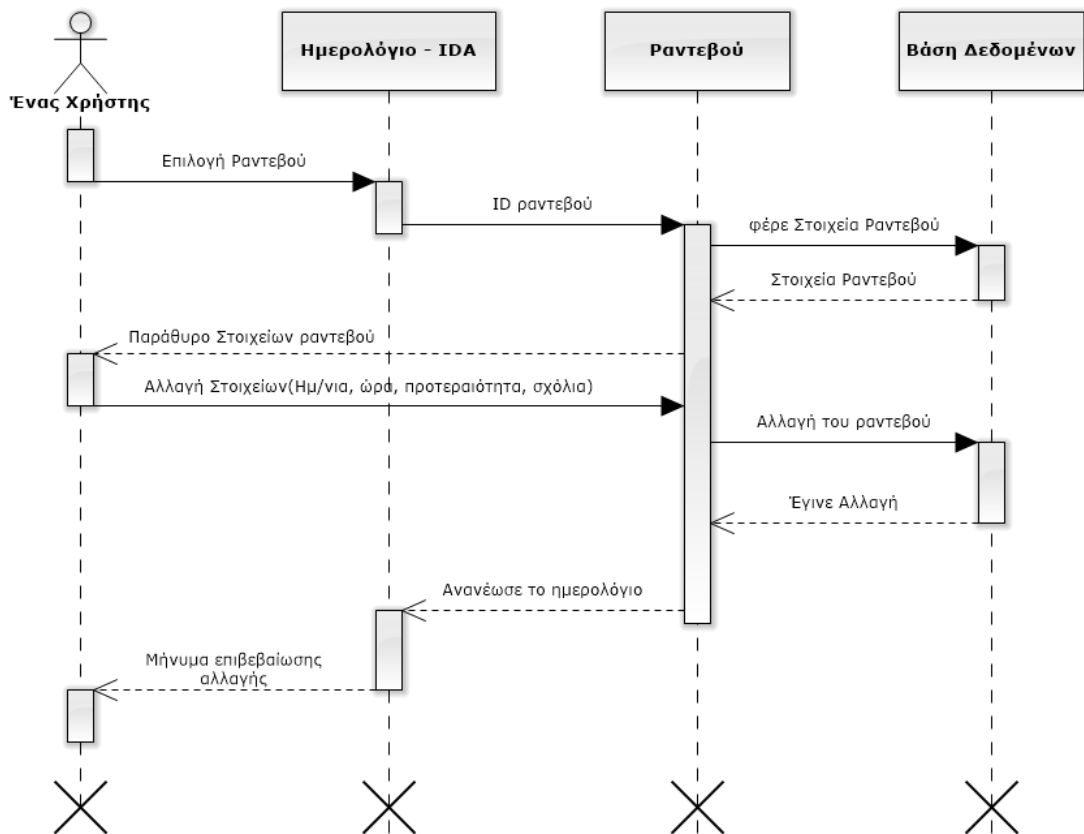 Ένας Χρήστης
Ημερολόγιο - IDA
Ραντεβού
Βάση Δεδομένων
Επιλογή Ραντεβού
ID ραντεβού
φέρε Στοιχεία Ραντεβού
Στοιχεία Ραντεβού
Παράθυρο Στοιχείων ραντεβού
Αλλαγή Στοιχείων(Ημ/νια, ώρα, προτεραιότητα, σχόλια)
Αλλαγή του ραντεβού
Έγινε Αλλαγή
Ανανέωσε το ημερολόγιο
Μήνυμα επιβεβαίωσης
αλλαγής